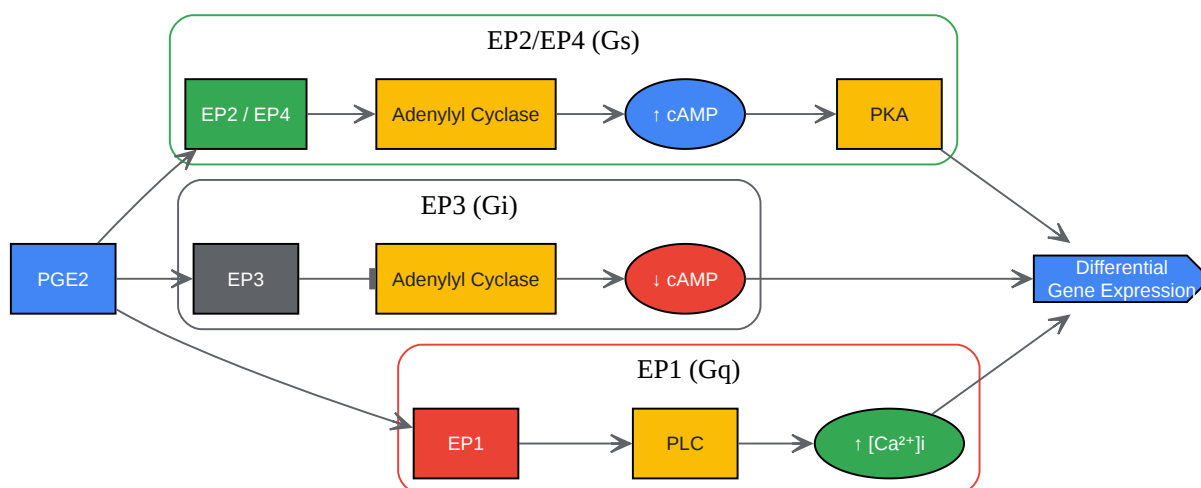 EP2/EP4 (Gs)
EP2 / EP4
Adenylyl Cyclase
↑ cAMP
PKA
EP3 (Gi)
PGE2
EP3
Adenylyl Cyclase
↓ cAMP
Differential
Gene Expression
EP1 (Gq)
EP1
PLC
↑ [Ca²⁺]i